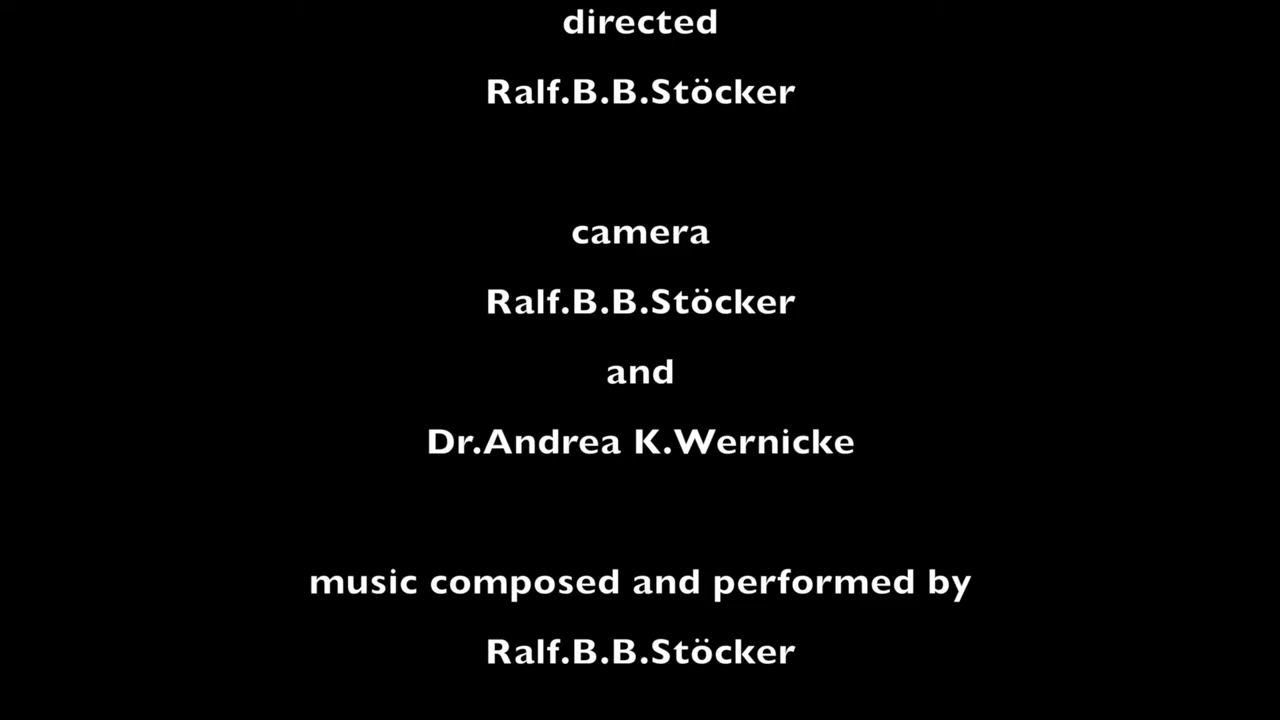 directed
Ralf.B.B.Stöcker
camera
Ralf.B.B.Stöcker
and
Dr.Andrea K.Wernicke
music composed and performed by
Ralf.B.B.Stöcker